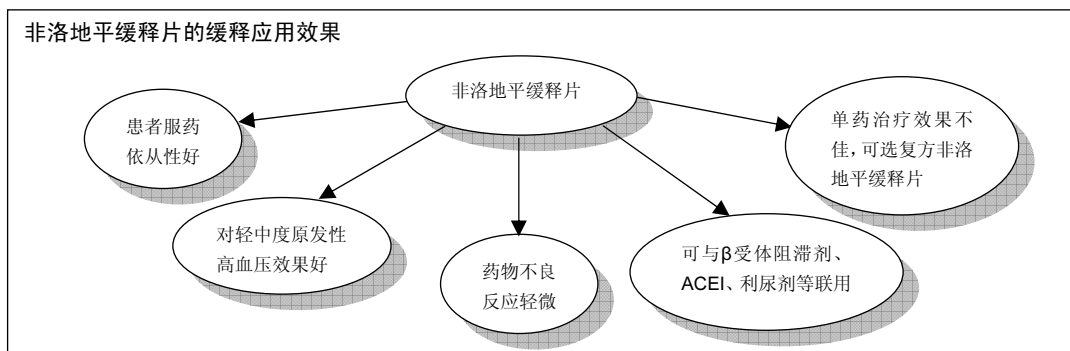 非洛地平缓释片的缓释应用效果
非洛地平缓释片
患者服药
依从性好
对轻中度原发性
高血压效果好
药物不良
反应轻微
可与β受体阻滞剂、
ACEI、利尿剂等联用
单药治疗效果不
佳，可选复方非洛
地平缓释片